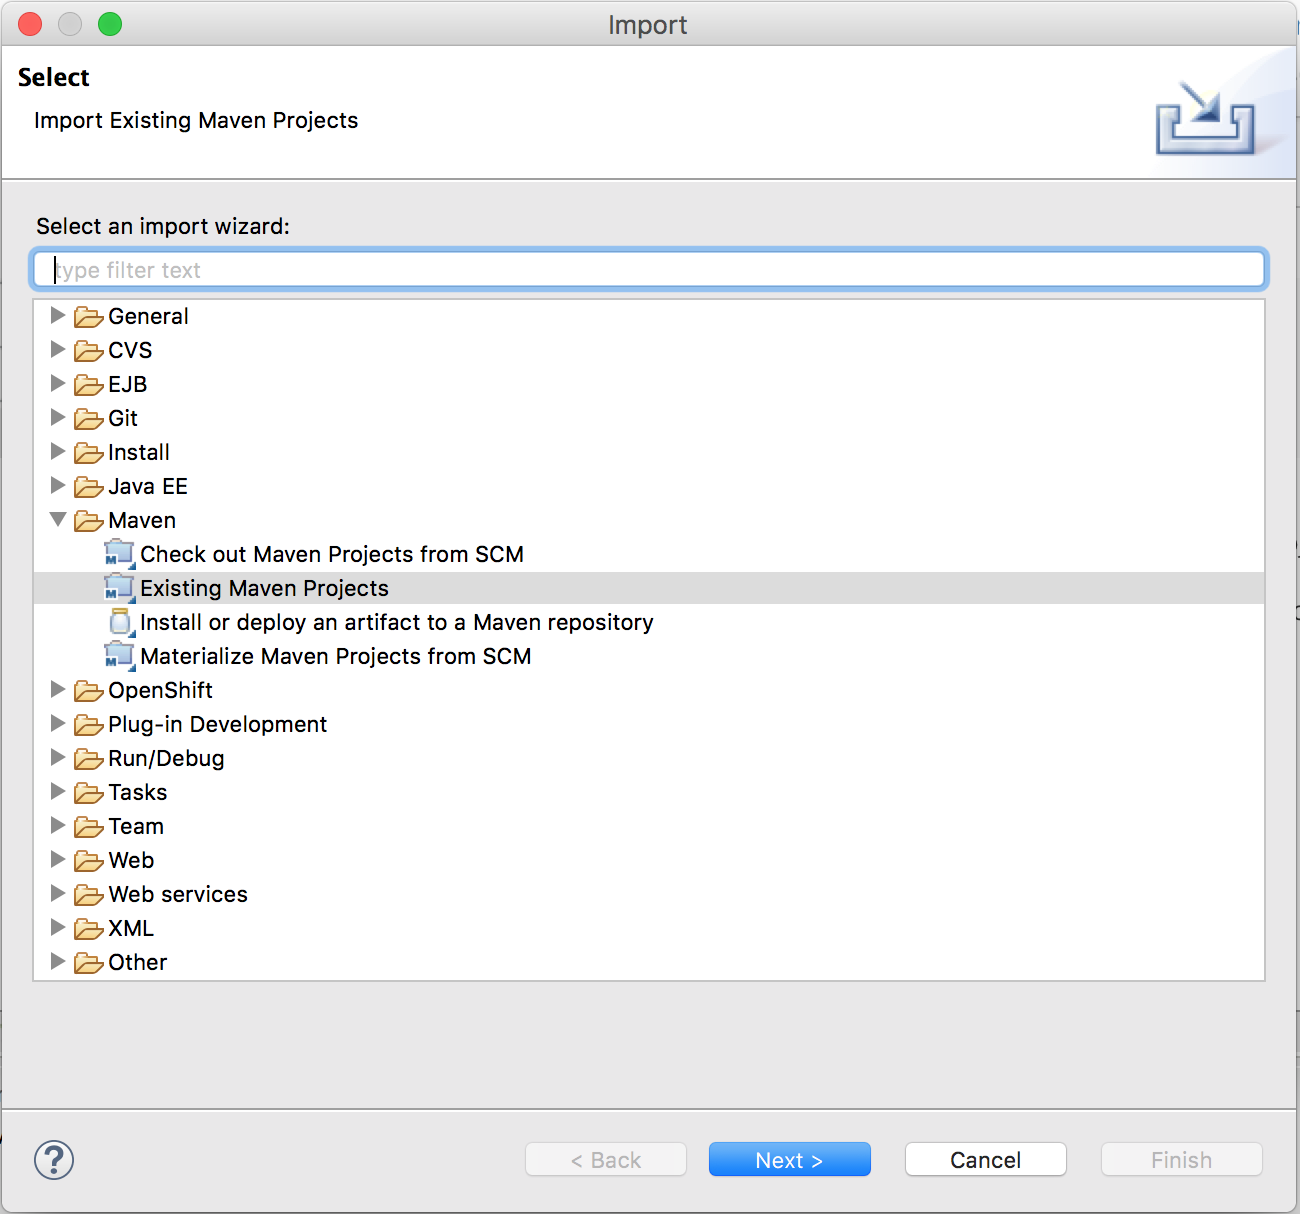 Import
Select
Import Existing Maven Projects
Select an import wizard:
type filter text
General
CVS
EJB
Git
Install
Java EE
Maven
Check out Maven Projects from SCM
Existing Maven Projects
Install or deploy an artifact to a Maven repository
Materialize Maven Projects from SCM
OpenShift
Plug-in Development
Run/Debug
Tasks
Team
Web
Web services
XML
Other
? < Back Next > Cancel Finish